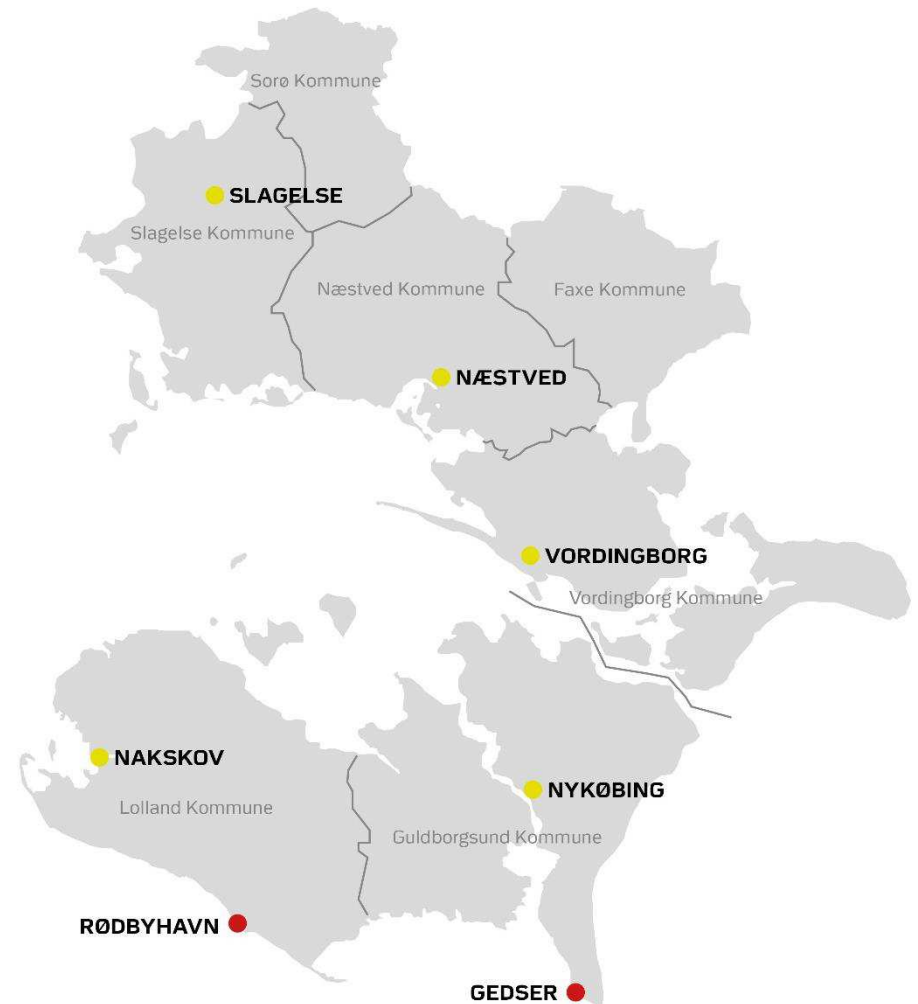 Sorø Kommune
SLAGELSE
Slagelse Kommune
Næstved Kommune
Faxe Kommune
NÆSTVED
VORDINGBORG
Vordingborg Kommune
NAKSKOV
NYKØBING
Lolland Kommune
Guldborgsund Kommune
RØDBYHAVN
GEDSER